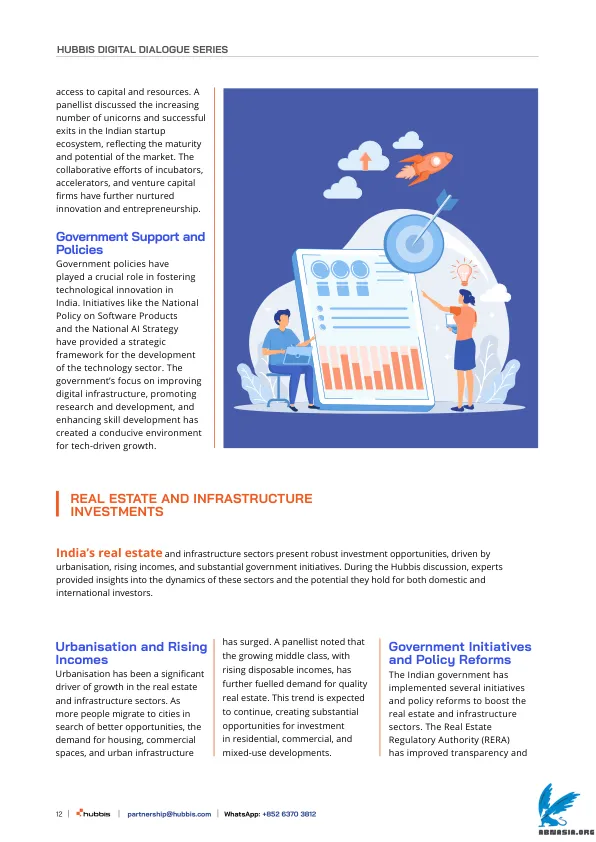 HUBBIS DIGITAL DIALOGUE SERIES
access to capital and resources. A
panellist discussed the increasing
number of unicorns and successful
exits in the Indian startup
ecosystem, reflecting the maturity
and potential of the market. The
collaborative efforts of incubators,
accelerators, and venture capital
firms have further nurtured
innovation and entrepreneurship.
Government Support and
Policies
Government policies have
played a crucial role in fostering
technological innovation in
India. Initiatives like the National
Policy on Software Products
and the National AI Strategy
have provided a strategic
framework for the development
of the technology sector. The
government's focus on improving
digital infrastructure, promoting
research and development, and
enhancing skill development has
created a conducive environment
for tech-driven growth.
REAL ESTATE AND INFRASTRUCTURE
INVESTMENTS
India's real estate and infrastructure sectors present robust investment opportunities, driven by
urbanisation, rising incomes, and substantial government initiatives. During the Hubbis discussion, experts
provided insights into the dynamics of these sectors and the potential they hold for both domestic and
international investors.
Urbanisation and Rising
Incomes
Urbanisation has been a significant
driver of growth in the real estate
and infrastructure sectors. As
more people migrate to cities in
search of better opportunities, the
demand for housing, commercial
spaces, and urban infrastructure
has surged. A panellist noted that
the growing middle class, with
rising disposable incomes, has
further fuelled demand for quality
real estate. This trend is expected
to continue, creating substantial
opportunities for investment
in residential, commercial, and
mixed-use developments.
Government Initiatives
and Policy Reforms
The Indian government has
implemented several initiatives
and policy reforms to boost the
real estate and infrastructure
sectors. The Real Estate
Regulatory Authority (RERA)
has improved transparency and
12 | hubbis | partnership@hubbis.com | WhatsApp: +852 6370 3812
ABNASIA.ORG